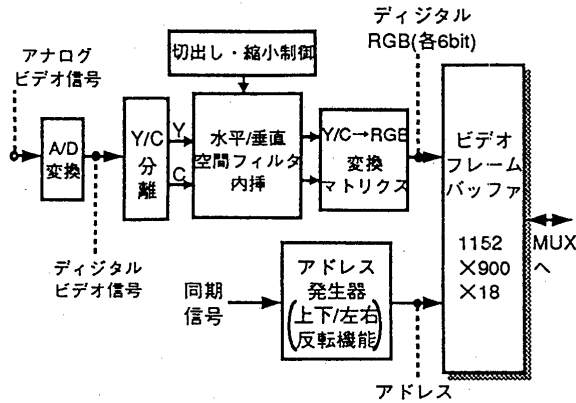 ディジタル
RGB(各6bit)
アナログ
ビデオ信号
切出し・縮小制御
A/D
変換
Y/C
分
離
Y
C
水平/垂直
空間フィルタ
内挿
Y/C→RGB
変換
マトリクス
ビデオ
フレーム
バッファ
1152
×900
×18
MUX
へ
ディジタル
ビデオ信号
同期
信号
アドレス
発生器
(上下/左右
反転機能)
アドレス